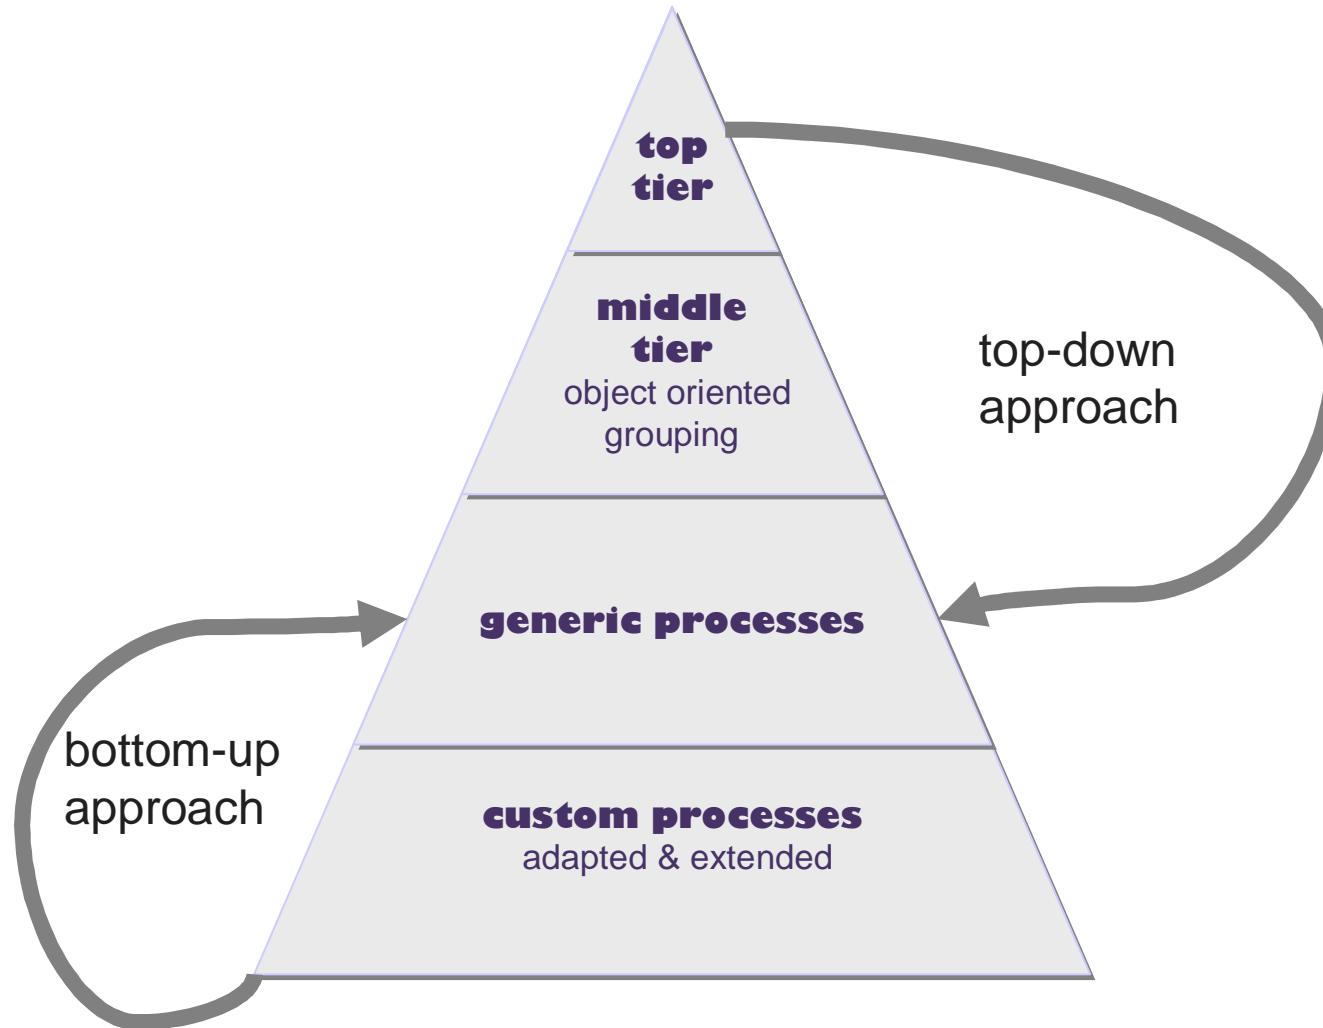 top
tier
middle
tier
object oriented
grouping
top-down
approach
generic processes
bottom-up
approach
custom processes
adapted & extended